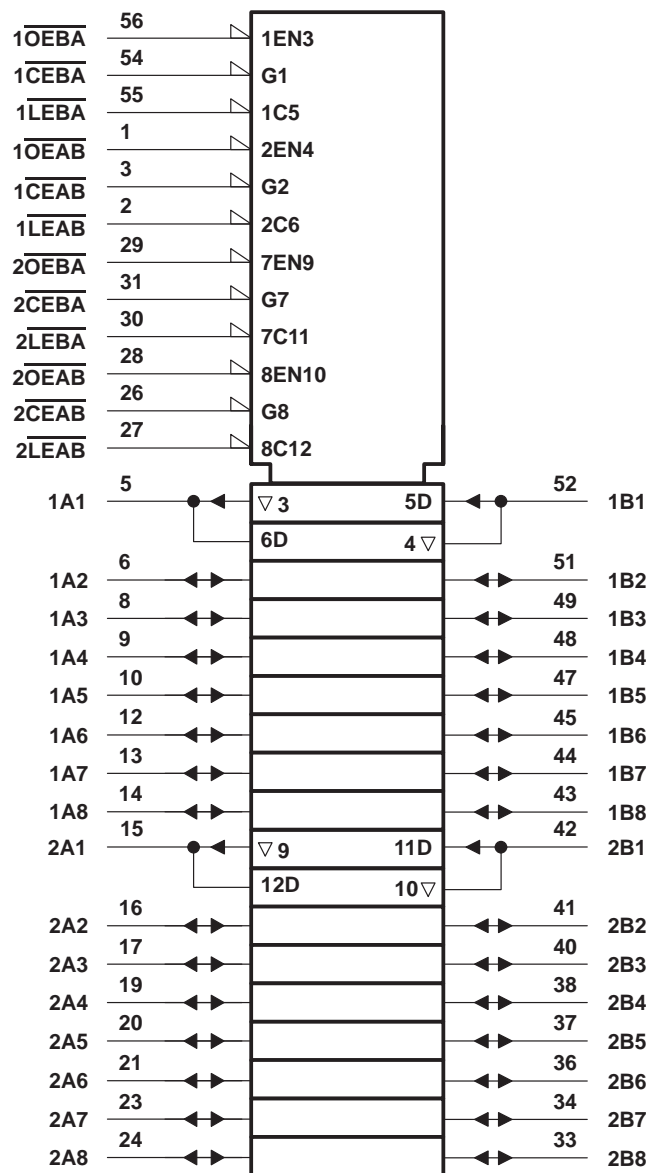 1OEBA 56 1EN3
1CEBA 54 G1
1LEBA 55 1C5
1OEAB 1 2EN4
1CEAB 3 G2
1LEAB 2 2C6
2OEBA 29 7EN9
2CEBA 31 G7
2LEBA 30 7C11
2OEAB 28 8EN10
2CEAB 26 G8
2LEAB 27 8C12
1A1 5 ▽ 3 5D 52 1B1
6D 4 ▽
1A2 6 51 1B2
1A3 8 49 1B3
1A4 9 48 1B4
1A5 10 47 1B5
1A6 12 45 1B6
1A7 13 44 1B7
1A8 14 43 1B8
2A1 15 ▽ 9 11D 42 2B1
12D 10 ▽
2A2 16 41 2B2
2A3 17 40 2B3
2A4 19 38 2B4
2A5 20 37 2B5
2A6 21 36 2B6
2A7 23 34 2B7
2A8 24 33 2B8